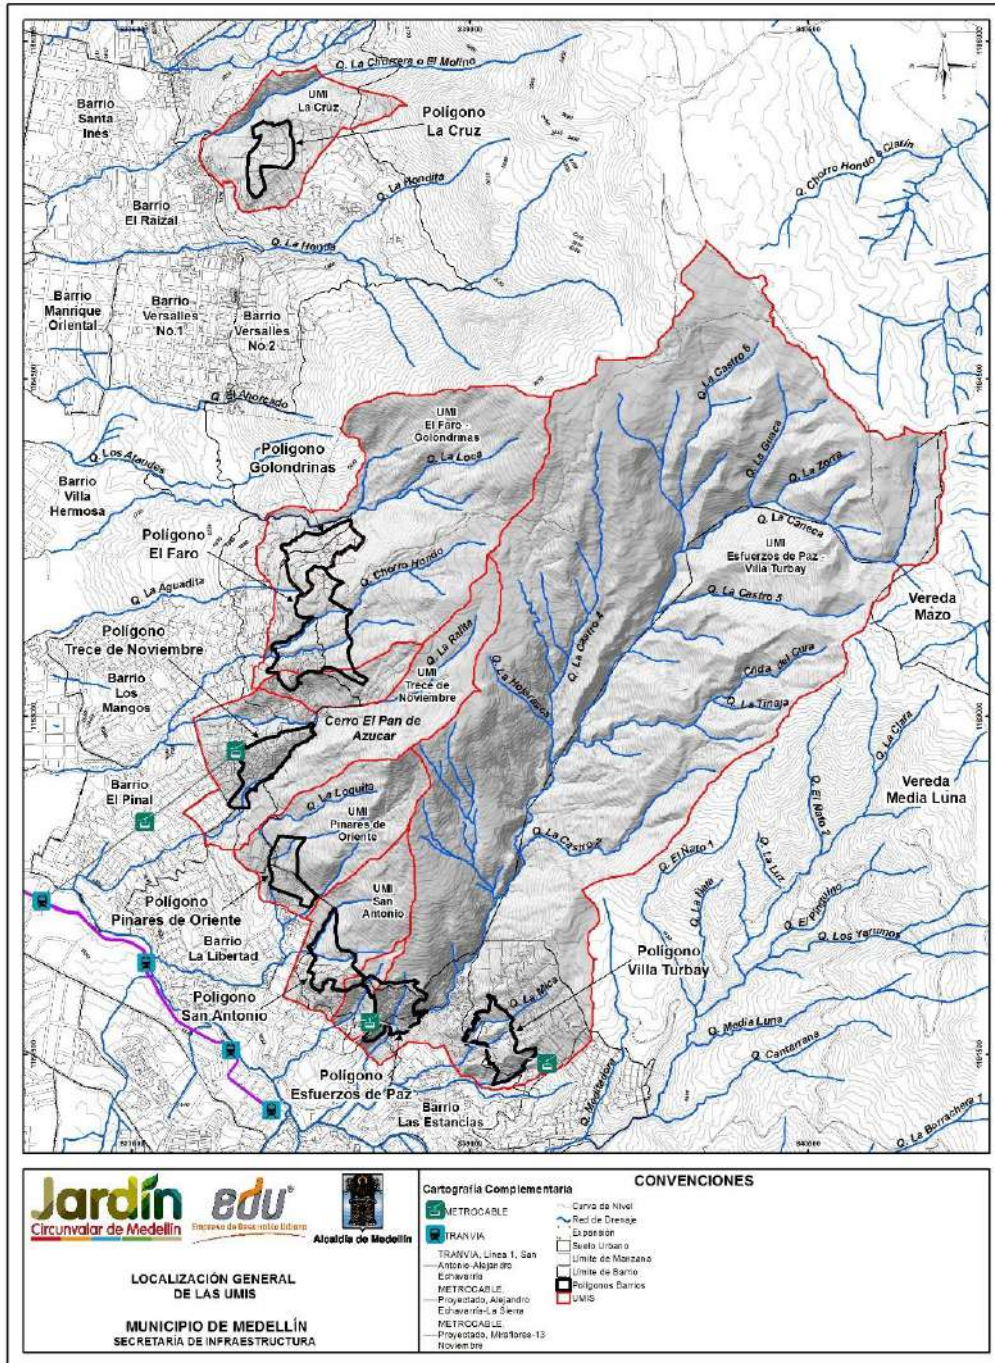 Q. La Chorrera o El Molino
UMI
La Cruz
Barrio
Santa
Inés
Polígono
La Cruz
Q. Chorro Hondo o Clarín
Q. La Hondita
Barrio
El Raizal
Q. La Honda
Barrio
Manrique
Oriental
Barrio
Versalles
No.1
Barrio
Versalles
No.2
Q. La Castro 6
Q. El Ahorcado
UMI
El Faro -
Golondrinas
Q. La Guaca
Polígono
Golondrinas
Q. Los Ataudes
Q. La Loca
Q. La Zorra
Barrio
Villa
Hermosa
Q. La Caneca
Polígono
El Faro
UMI
Esfuerzos de Paz -
Villa Turbay
Q. Chorro Hondo
Q. La Aguadita
Q. La Castro 5
Vereda
Mazo
Q. La Castro 4
Polígono
Trece de Noviembre
Q. La Rafita
Cñda. del Cura
UMI
Trece de
Noviembre
Barrio
Los
Mangos
Q. La Tinaja
Cerro El Pan de
Azucar
Q. La Clara
Barrio
El Pinal
Q. La Loquita
Q. El Ñato 2
Vereda
Media Luna
UMI
Pinares de
Oriente
Q. La Castro 2
Q. El Ñato 1
Q. La Luz
UMI
San
Antonio
Q. La Ñata
Q. El Pingüino
Polígono
Pinares de Oriente
Q. Los Yarumos
Barrio
La Libertad
Polígono
Villa Turbay
Polígono
San Antonio
Q. La Mica
Q. Media Luna
Q. Cantarrana
Polígono
Esfuerzos de Paz
Barrio
Las Estancias
Q. La Borrachera 1
Jardín
Circunvalar de Medellín
edu
Empresa de Desarrollo Urbano
Alcaldía de Medellín
LOCALIZACIÓN GENERAL
DE LAS UMIS
MUNICIPIO DE MEDELLÍN
SECRETARÍA DE INFRAESTRUCTURA
CONVENCIONES
Cartografía Complementaria
METROCABLE
TRANVIA
TRANVIA, Línea 1, San
Antonio-Alejandro
Echavarría
METROCABLE
Proyectado, Alejandro
Echavarría-La Sierra
METROCABLE
Proyectado, Miraflores-13
Noviembre
Curva de Nivel
Red de Drenaje
Expansión
Suelo Urbano
Límite de Manzana
Límite de Barrio
Polígonos Barrios
UMIS